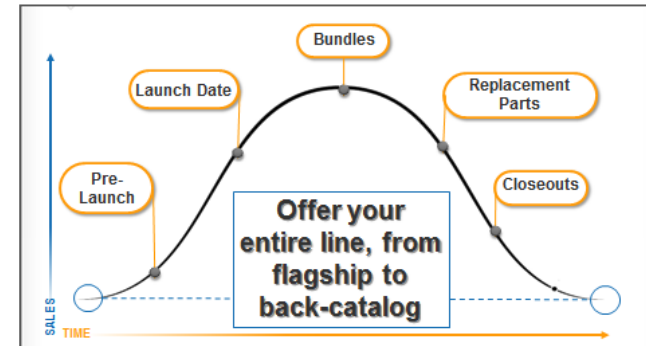 Bundles
Launch Date
Replacement
Parts
Pre-
Launch
Closeouts
Offer your
entire line, from
flagship to
back-catalog
SALES
TIME